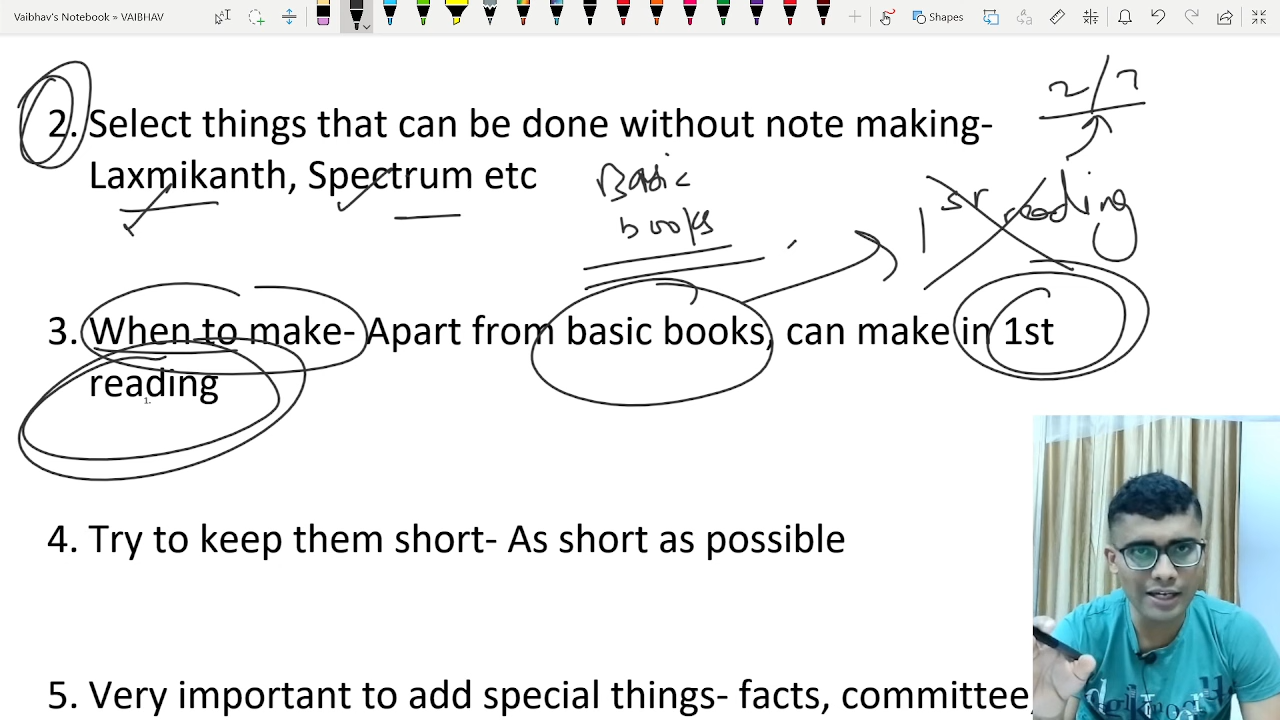 Vaibhav's Notebook » VAIBHAV
Shapes
2/3
2. Select things that can be done without note making-
Laxmikanth, Spectrum etc
Basic
books
1st reading
3. When to make- Apart from basic books, can make in 1st
reading
1.
4. Try to keep them short- As short as possible
5. Very important to add special things- facts, committee,